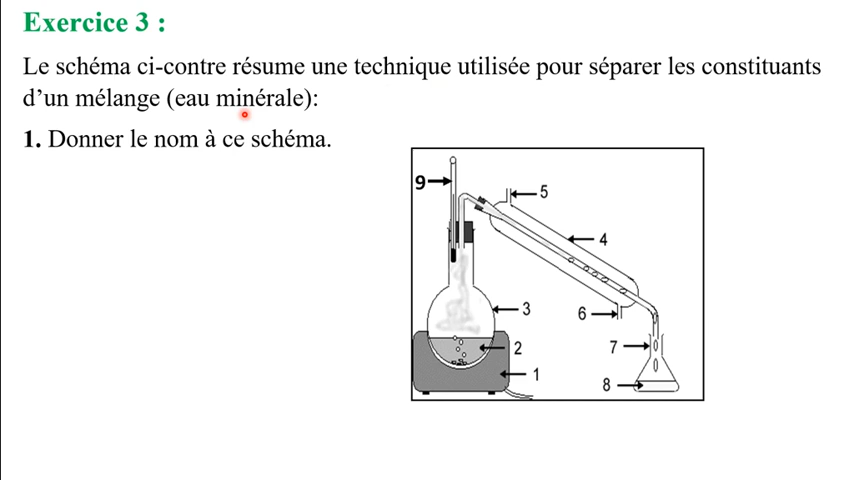 Exercice 3 :
Le schéma ci-contre résume une technique utilisée pour séparer les constituants
d’un mélange (eau minérale):
1. Donner le nom à ce schéma.
9
5
4
3
6
2
7
1
8